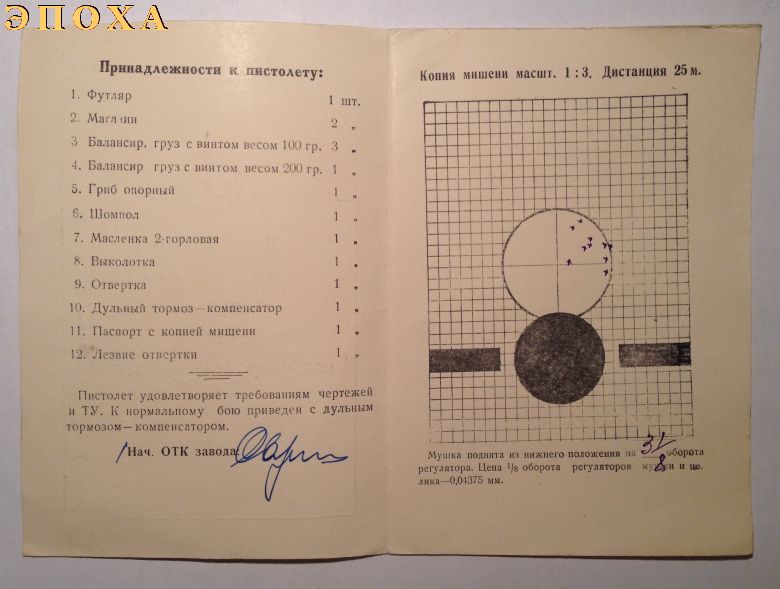 ЭПОХА
Принадлежности к пистолету:
1. Футляр 1 шт.
2. Магазин 2 „
3 Балансир. груз с винтом весом 100 гр. 3 „
4. Балансир. груз с винтом весом 200 гр. 1 „
5. Гриб опорный 1 „
6. Шомпол 1 „
7. Масленка 2-горловая 1 „
8. Выколотка 1 „
9. Отвертка 1 „
10. Дульный тормоз—компенсатор 1 „
11. Паспорт с копией мишени 1 „
12. Лезвие отвертки 1 „
Пистолет удовлетворяет требованиям чертежей
и ТУ. К нормальному бою приведен с дульным
тормозом—компенсатором.
Нач. ОТК завода
Копия мишени масшт. 1 : 3. Дистанция 25 м.
Мушка поднята из нижнего положения на 31/8 оборота
регулятора. Цена 1/8 оборота регуляторов мушки и це-
лика—0,04375 мм.